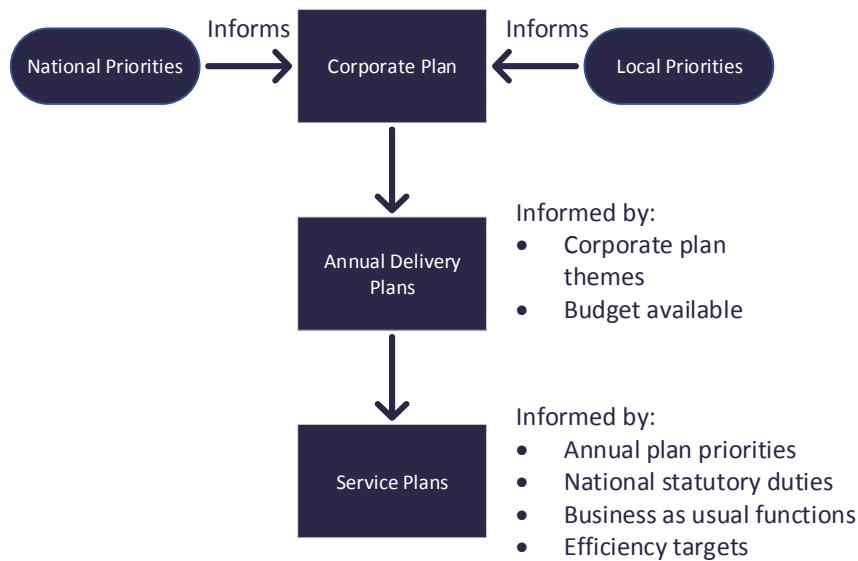 Informs
Informs
National Priorities
Corporate Plan
Local Priorities
Annual Delivery
Plans
Informed by:
• Corporate plan
themes
• Budget available
Service Plans
Informed by:
• Annual plan priorities
• National statutory duties
• Business as usual functions
• Efficiency targets